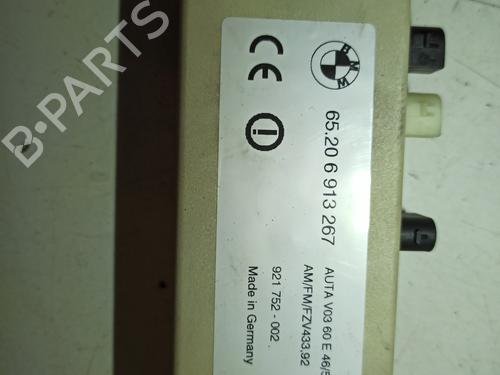 B-PARTS
BMW
CE
65.20 6 913 267
AUTA V03 60 E 46/5
AM/FM/FZV433,92
921 752 - 002
Made in Germany